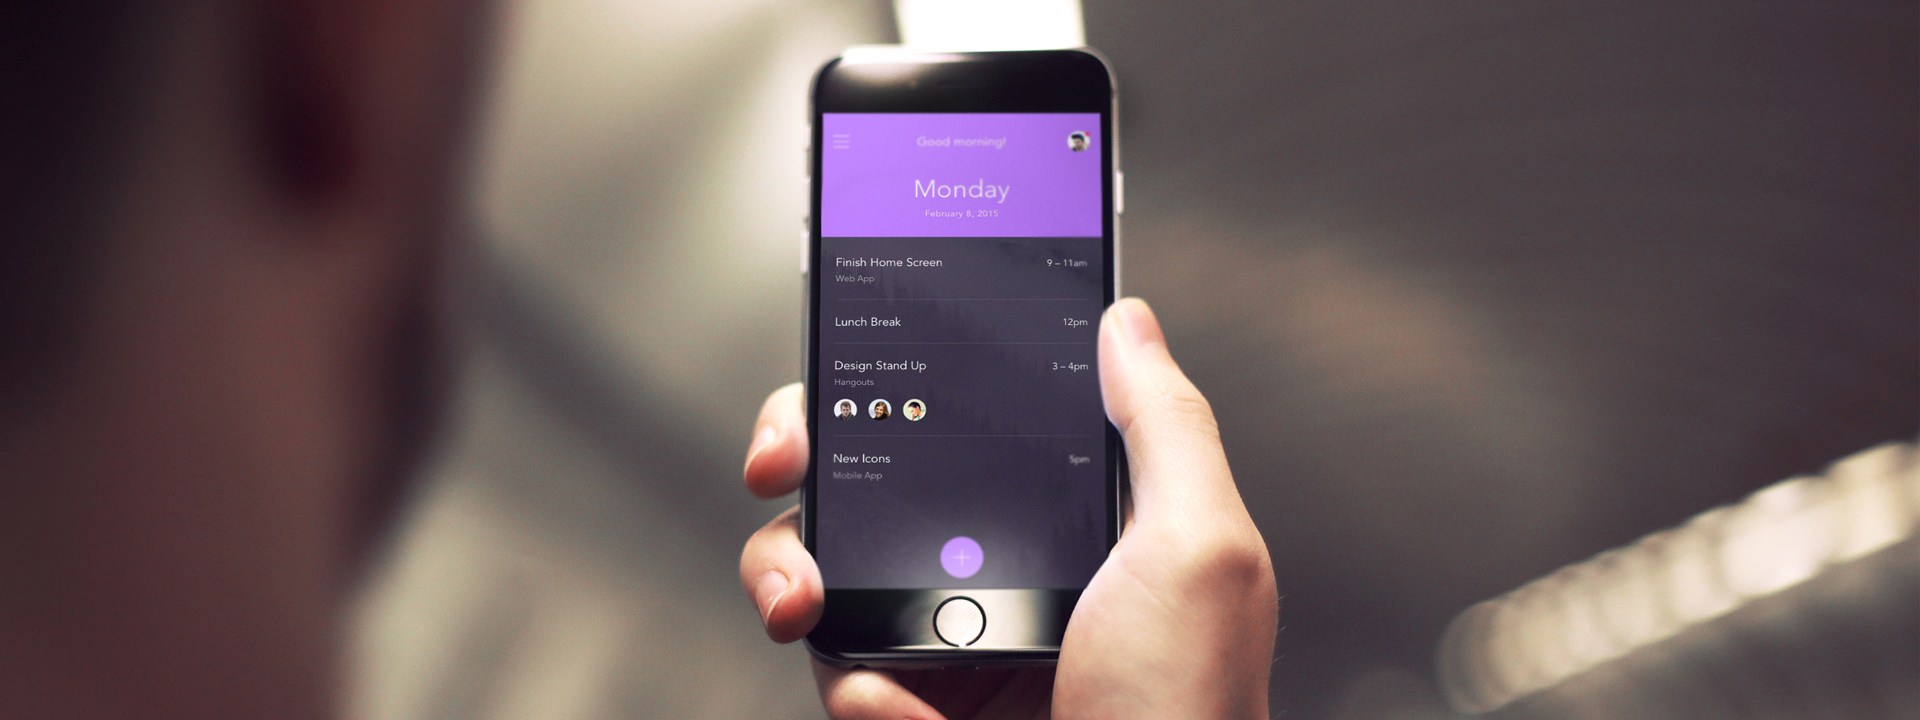 Good morning!
Monday
February 8, 2015
Finish Home Screen 9 – 11am
Web App
Lunch Break 12pm
Design Stand Up 3 – 4pm
Hangouts
New Icons 5pm
Mobile App